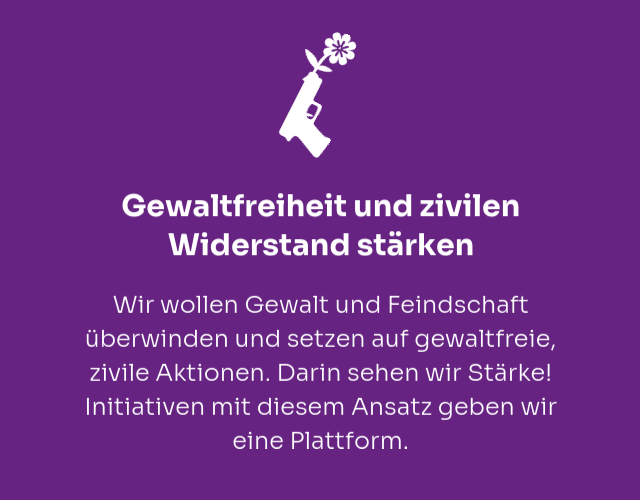 Gewaltfreiheit und zivilen
Widerstand stärken
Wir wollen Gewalt und Feindschaft
überwinden und setzen auf gewaltfreie,
zivile Aktionen. Darin sehen wir Stärke!
Initiativen mit diesem Ansatz geben wir
eine Plattform.